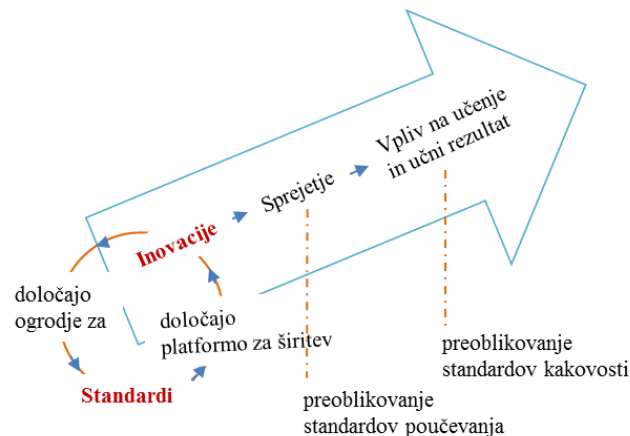 Vpliv na učenje
in učni rezultat
Sprejetje
Inovacije
določajo
ogrodje za
določajo
platformo za širitev
Standardi
preoblikovanje
standardov kakovosti
preoblikovanje
standardov poučevanja